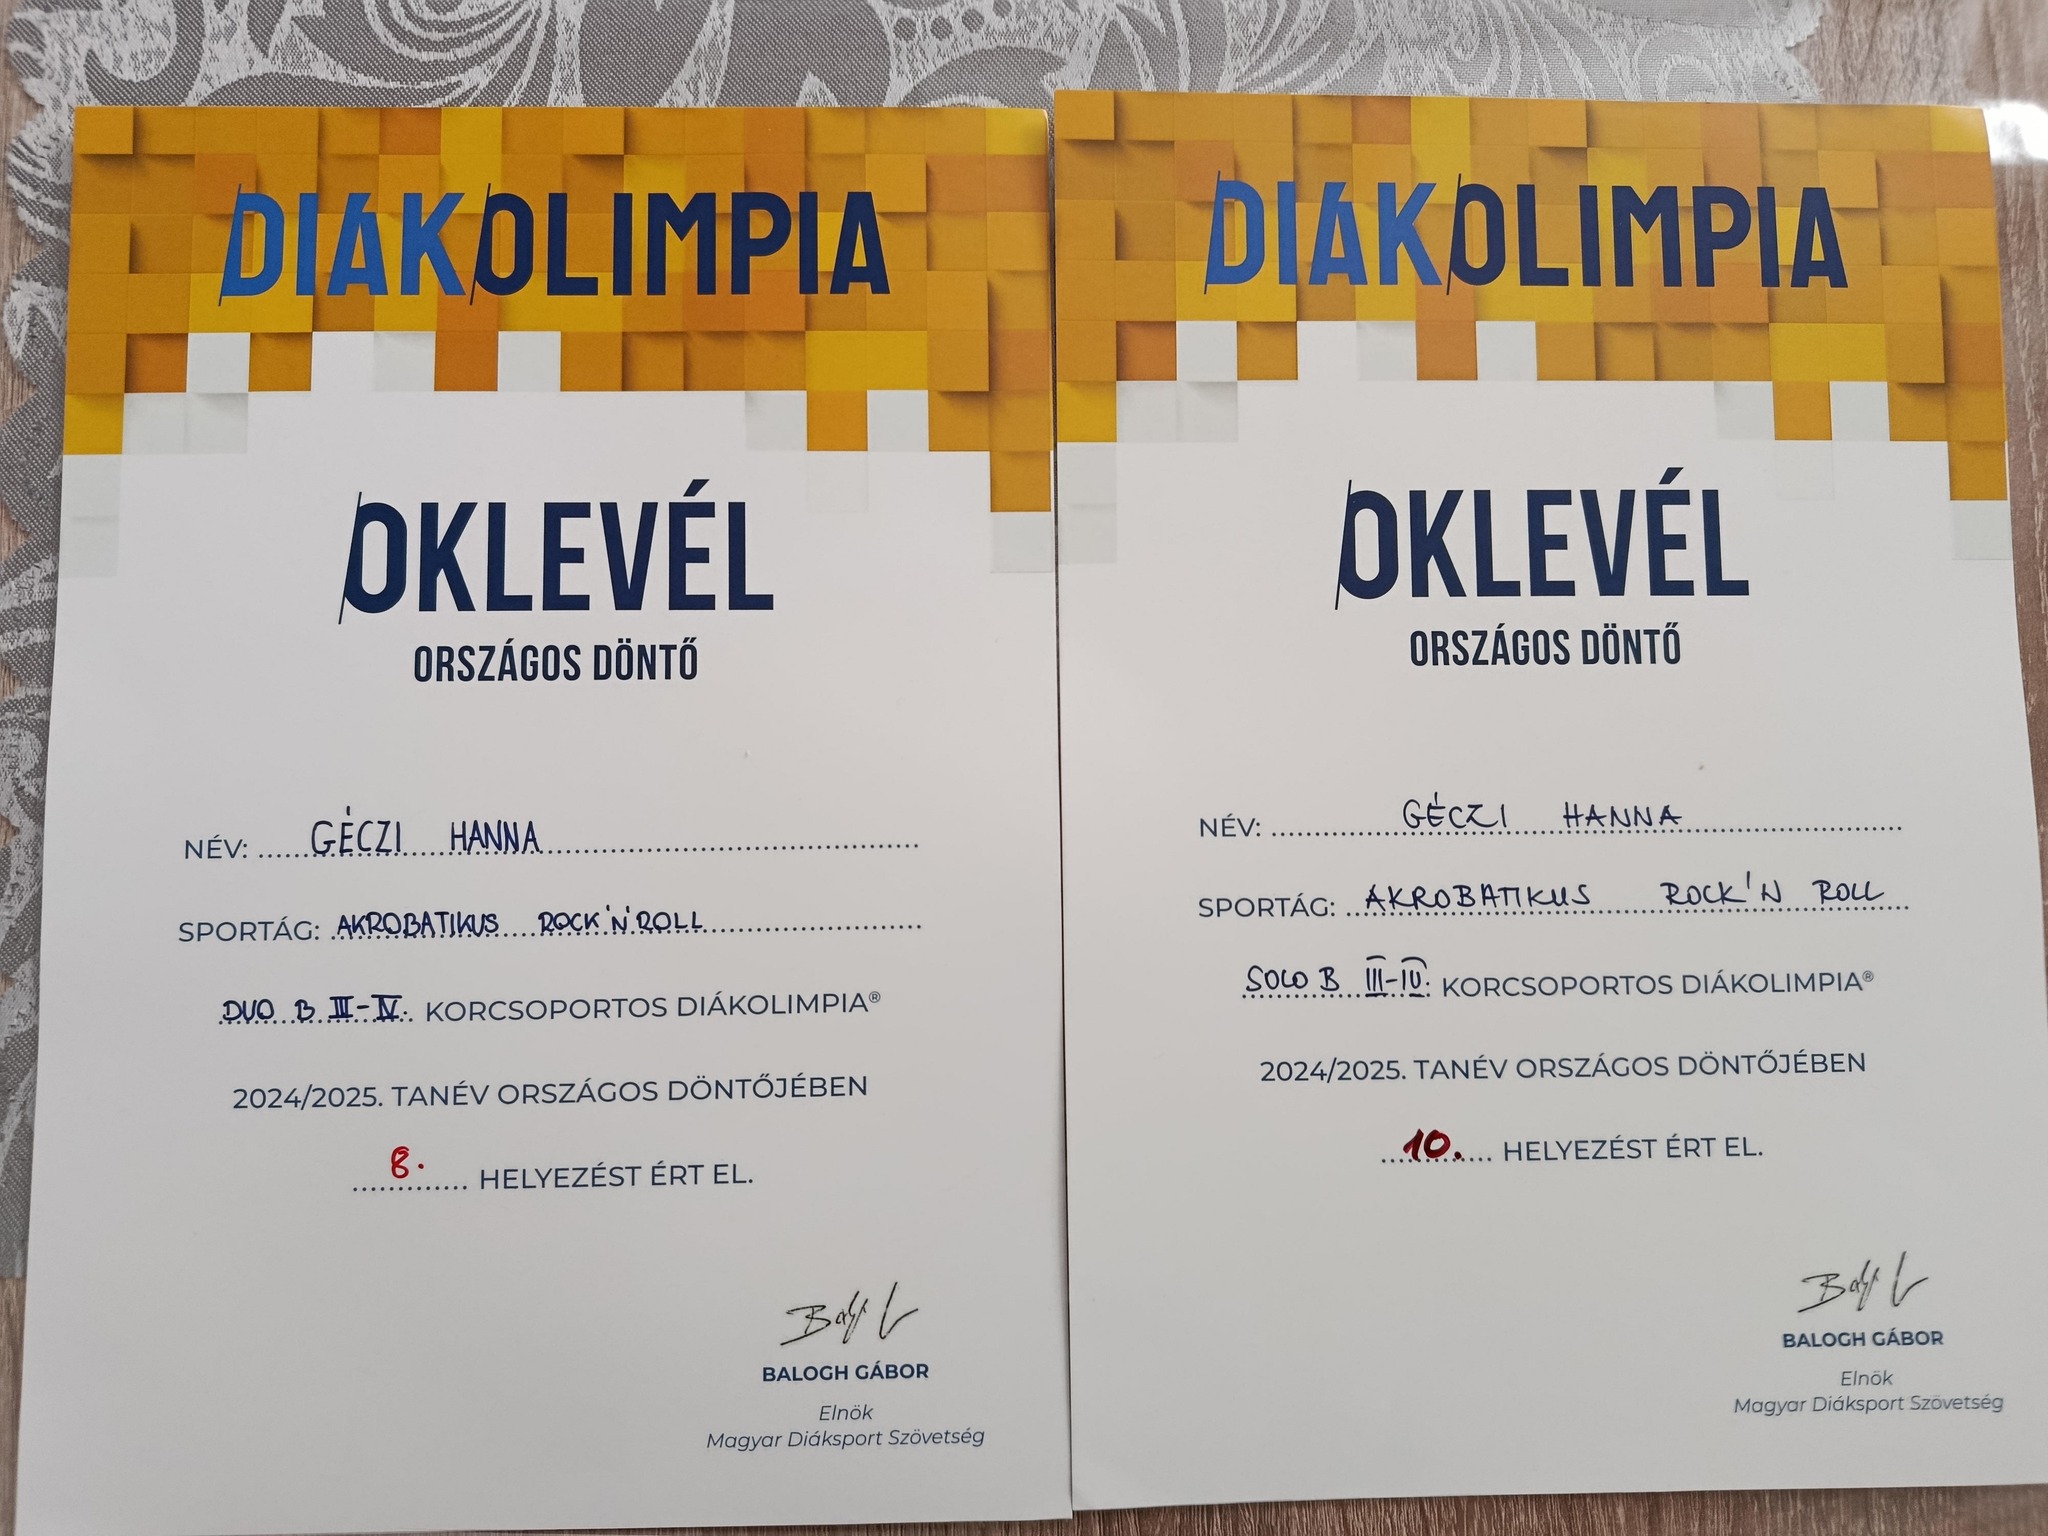 DIÁKOLIMPIA
OKLEVÉL
ORSZÁGOS DÖNTŐ
NÉV: GÉCZI HANNA
SPORTÁG: AKROBATIKUS ROCK'N'ROLL
DUO B III-IV. KORCSOPORTOS DIÁKOLIMPIA®
2024/2025. TANÉV ORSZÁGOS DÖNTŐJÉBEN
8. HELYEZÉST ÉRT EL.
BALOGH GÁBOR
Elnök
Magyar Diáksport Szövetség
DIÁKOLIMPIA
OKLEVÉL
ORSZÁGOS DÖNTŐ
NÉV: GÉCZI HANNA
SPORTÁG: AKROBATIKUS ROCK'N ROLL
SOLO B III-IV. KORCSOPORTOS DIÁKOLIMPIA®
2024/2025. TANÉV ORSZÁGOS DÖNTŐJÉBEN
10. HELYEZÉST ÉRT EL.
BALOGH GÁBOR
Elnök
Magyar Diáksport Szövetség